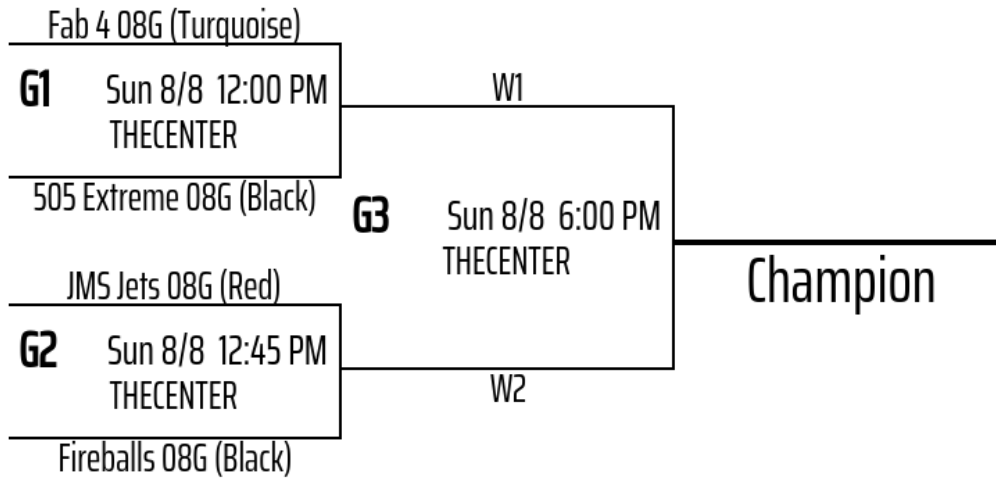 Fab 4 08G (Turquoise)
G1 Sun 8/8 12:00 PM
THECENTER
505 Extreme 08G (Black)
W1
G3 Sun 8/8 6:00 PM
THECENTER
Champion
JMS Jets 08G (Red)
G2 Sun 8/8 12:45 PM
THECENTER
Fireballs 08G (Black)
W2